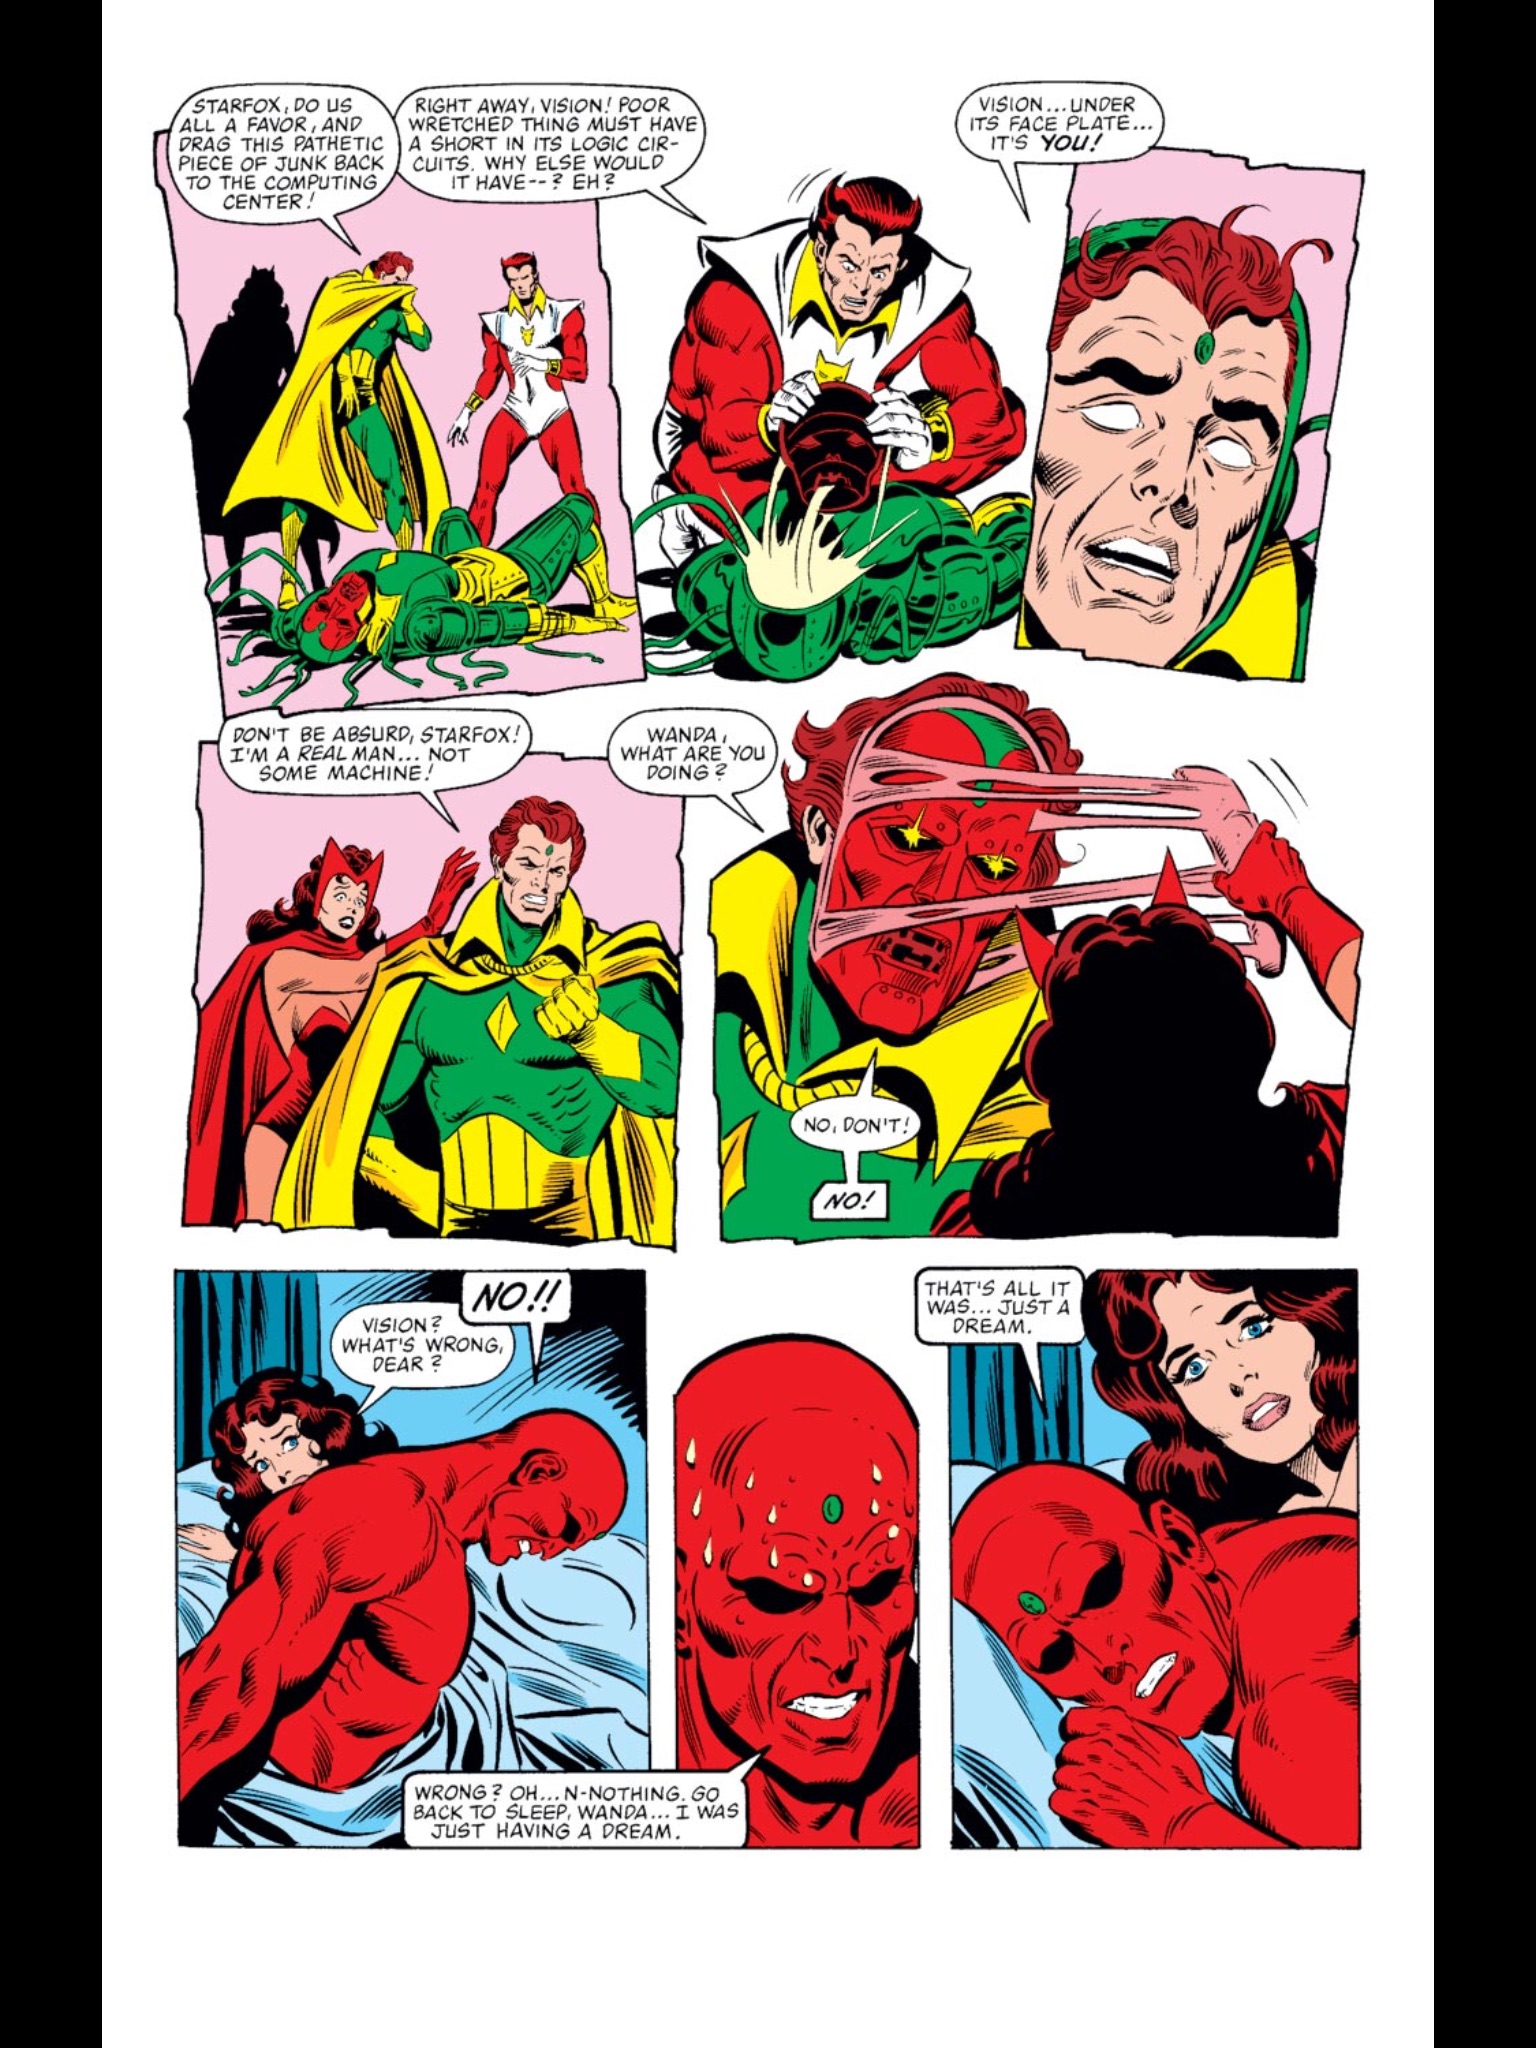 STARFOX, DO US
ALL A FAVOR, AND
DRAG THIS PATHETIC
PIECE OF JUNK BACK
TO THE COMPUTING
CENTER!
RIGHT AWAY, VISION! POOR
WRETCHED THING MUST HAVE
A SHORT IN ITS LOGIC CIR-
CUITS. WHY ELSE WOULD
IT HAVE--? EH?
VISION... UNDER
ITS FACE PLATE...
IT'S YOU!
DON'T BE ABSURD, STARFOX!
I'M A REAL MAN... NOT
SOME MACHINE!
WANDA,
WHAT ARE YOU
DOING?
NO, DON'T!
NO!
NO!!
VISION?
WHAT'S WRONG,
DEAR?
WRONG? OH... N-NOTHING. GO
BACK TO SLEEP, WANDA... I WAS
JUST HAVING A DREAM.
THAT'S ALL IT
WAS... JUST A
DREAM.